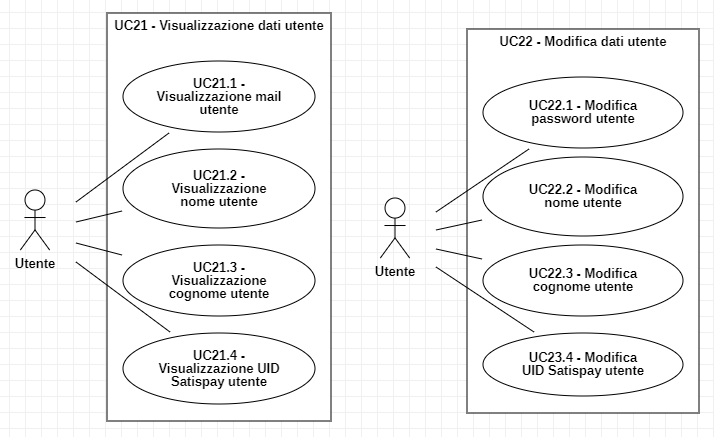 UC21 - Visualizzazione dati utente
UC21.1 -
Visualizzazione mail
utente
UC21.2 -
Visualizzazione
nome utente
UC21.3 -
Visualizzazione
cognome utente
UC21.4 -
Visualizzazione UID
Satispay utente
Utente
UC22 - Modifica dati utente
UC22.1 - Modifica
password utente
UC22.2 - Modifica
nome utente
UC22.3 - Modifica
cognome utente
UC23.4 - Modifica
UID Satispay utente
Utente